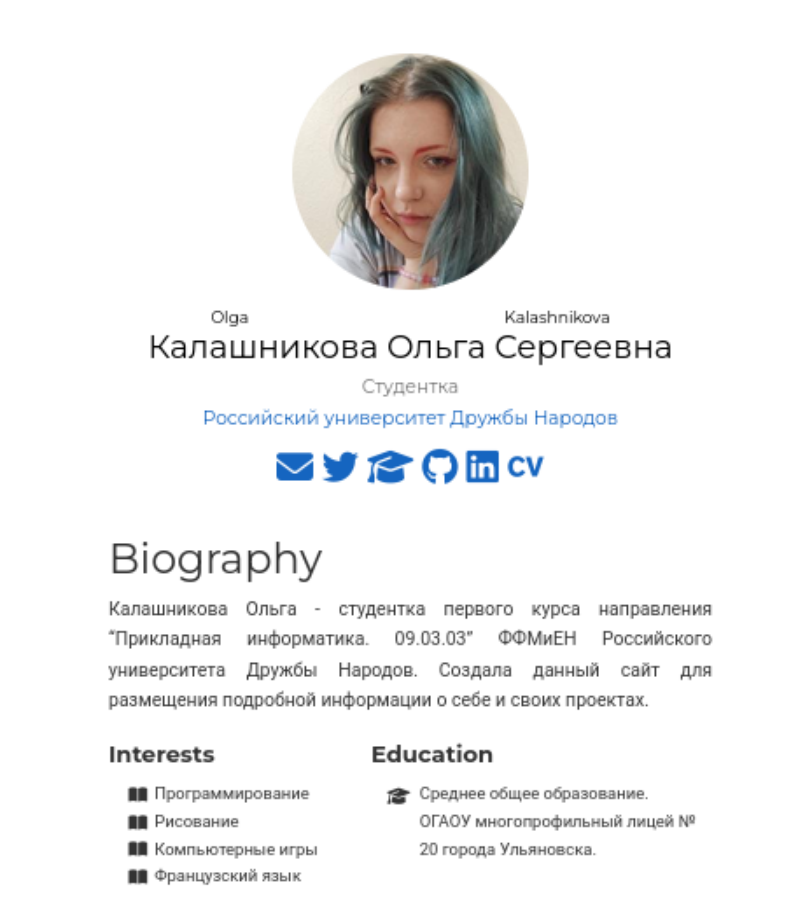 Olga Kalashnikova
Калашникова Ольга Сергеевна
Студентка
Российский университет Дружбы Народов
CV
Biography
Калашникова Ольга - студентка первого курса направления
“Прикладная информатика. 09.03.03” ФФМиЕН Российского
университета Дружбы Народов. Создала данный сайт для
размещения подробной информации о себе и своих проектах.
Interests
Программирование
Рисование
Компьютерные игры
Французский язык
Education
Среднее общее образование.
ОГАОУ многопрофильный лицей №
20 города Ульяновска.